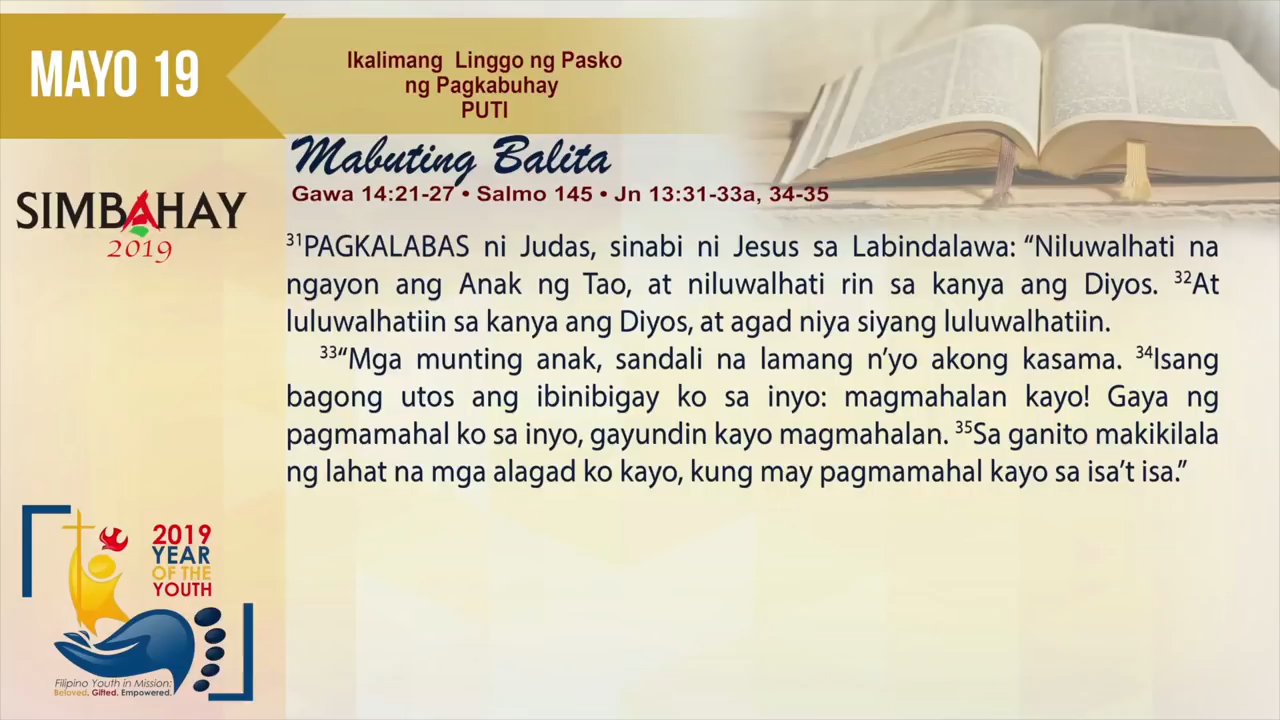 MAYO 19
Ikalimang Linggo ng Pasko
ng Pagkabuhay
PUTI
Mabuting Balita
Gawa 14:21-27 • Salmo 145 • Jn 13:31-33a, 34-35
SIMBAHAY
2019
³¹PAGKALABAS ni Judas, sinabi ni Jesus sa Labindalawa: “Niluwalhati na
ngayon ang Anak ng Tao, at niluwalhati rin sa kanya ang Diyos. ³²At
luluwalhatiin sa kanya ang Diyos, at agad niya siyang luluwalhatiin.
³³“Mga munting anak, sandali na lamang n’yo akong kasama. ³⁴Isang
bagong utos ang ibinibigay ko sa inyo: magmahalan kayo! Gaya ng
pagmamahal ko sa inyo, gayundin kayo magmahalan. ³⁵Sa ganito makikilala
ng lahat na mga alagad ko kayo, kung may pagmamahal kayo sa isa’t isa.”
2019
YEAR
OF THE
YOUTH
Filipino Youth in Mission:
Beloved. Gifted. Empowered.